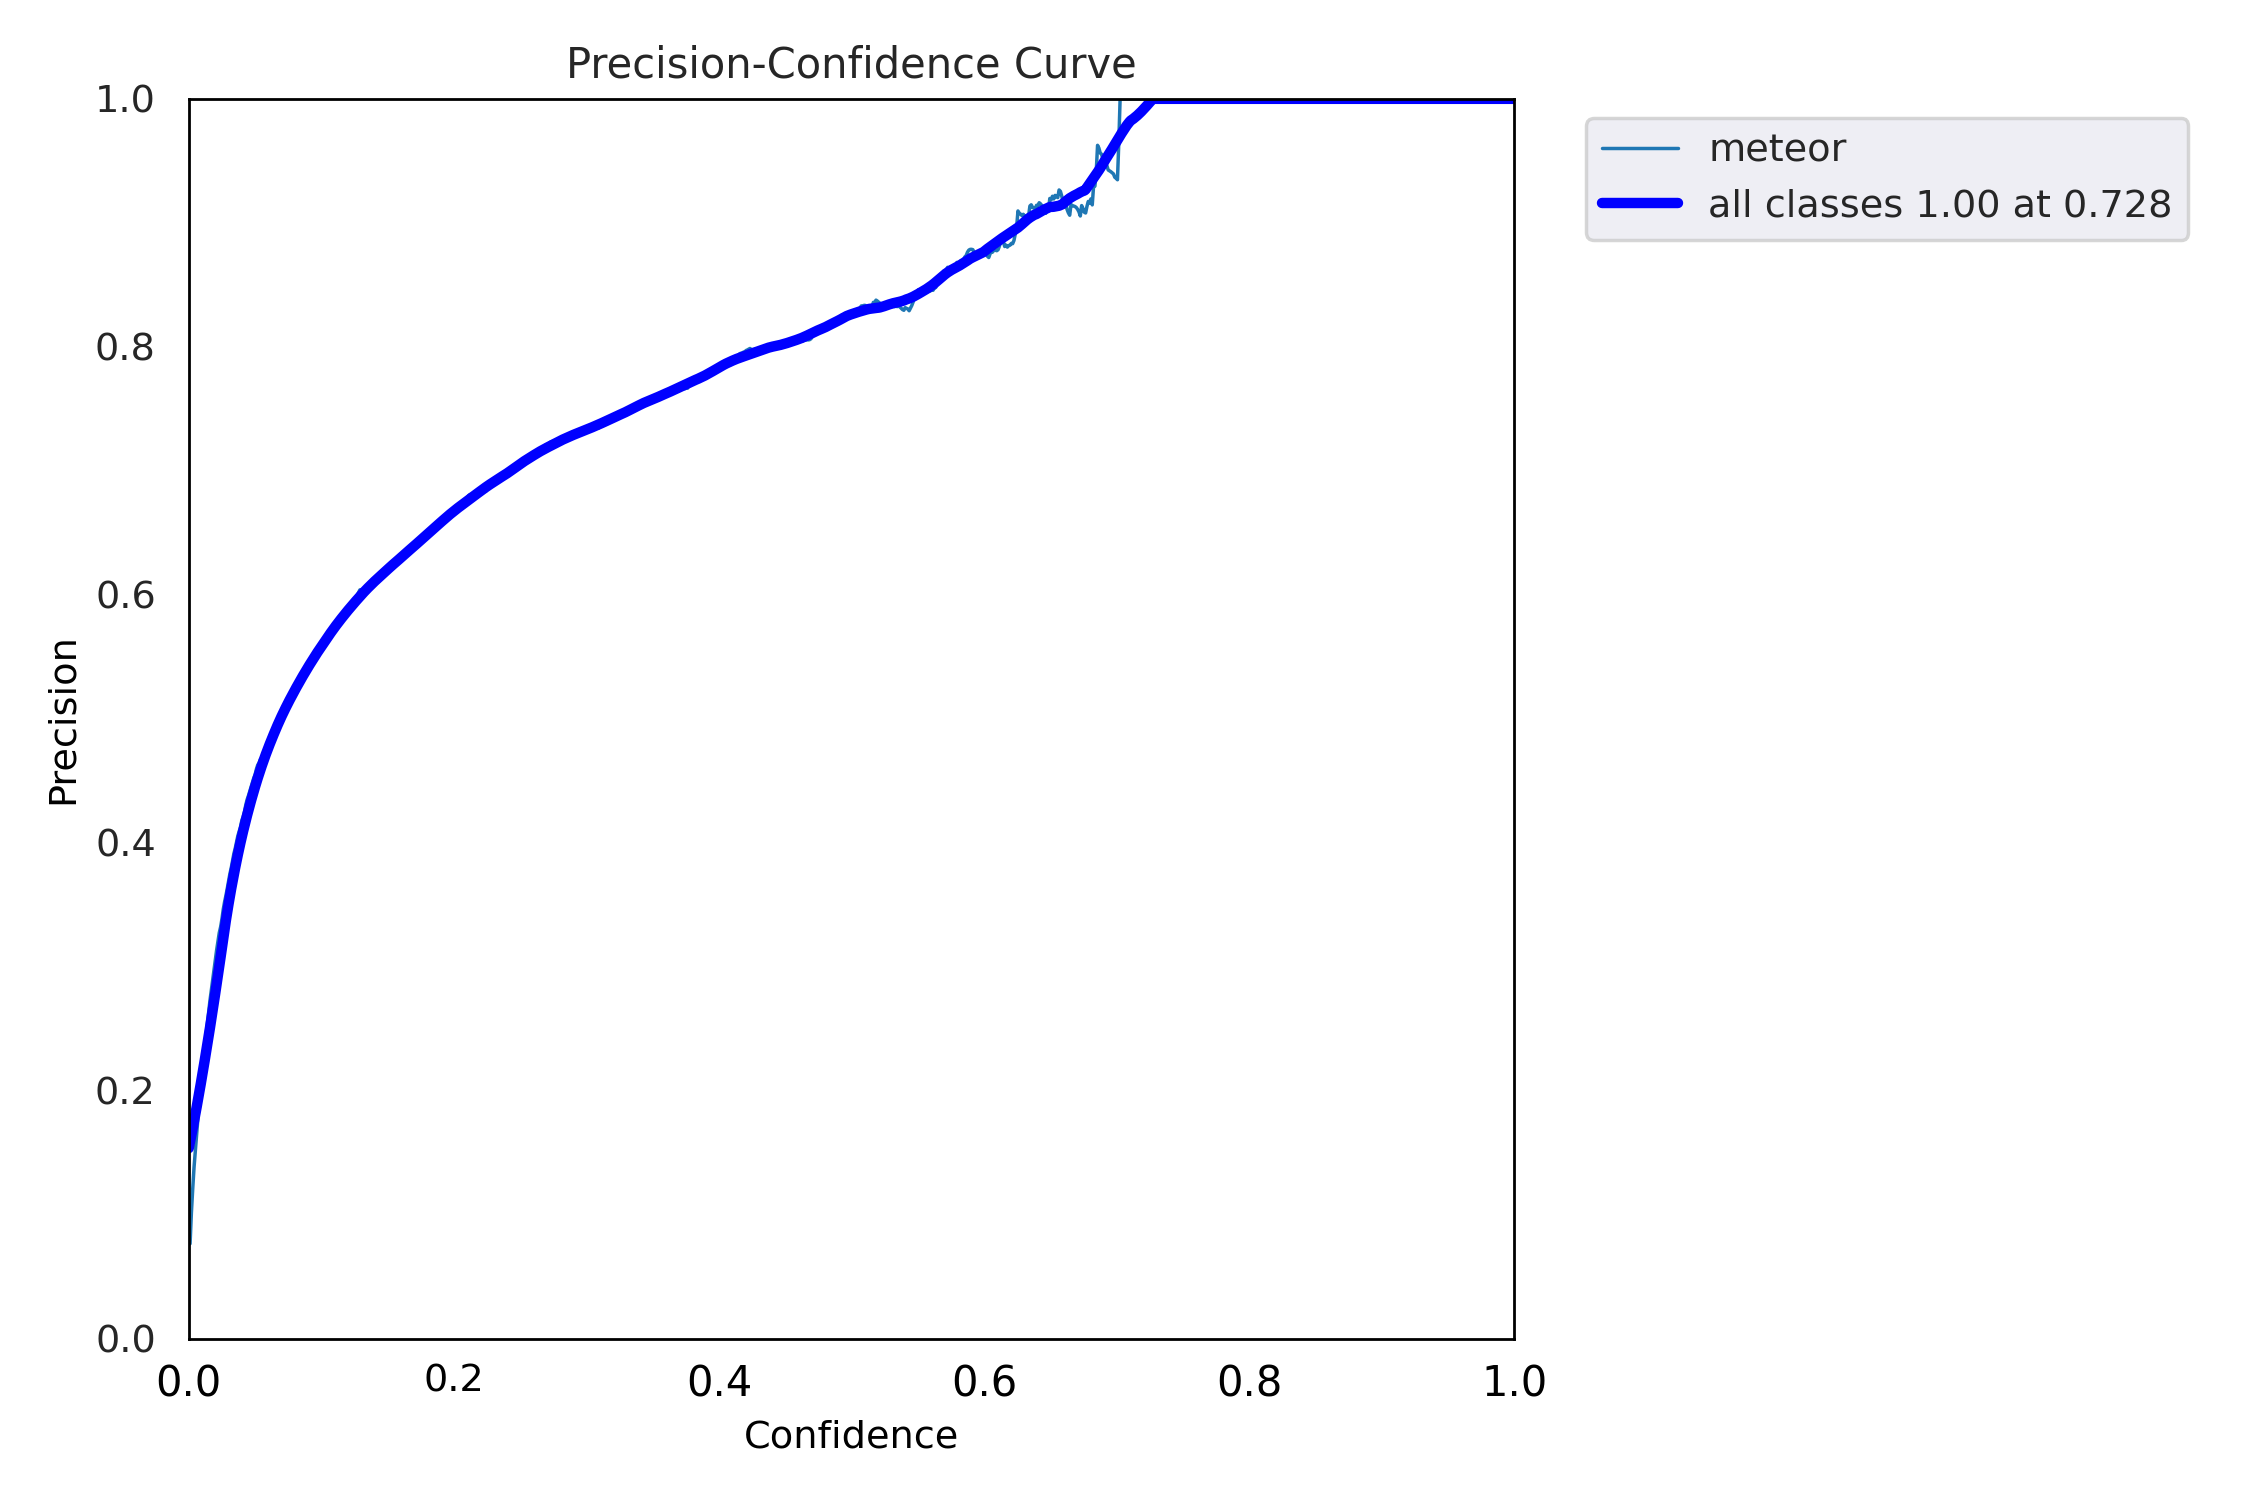 Precision-Confidence Curve
meteor
all classes 1.00 at 0.728
1.0
0.8
0.6
0.4
0.2
0.0
Precision
0.0 0.2 0.4 0.6 0.8 1.0
Confidence